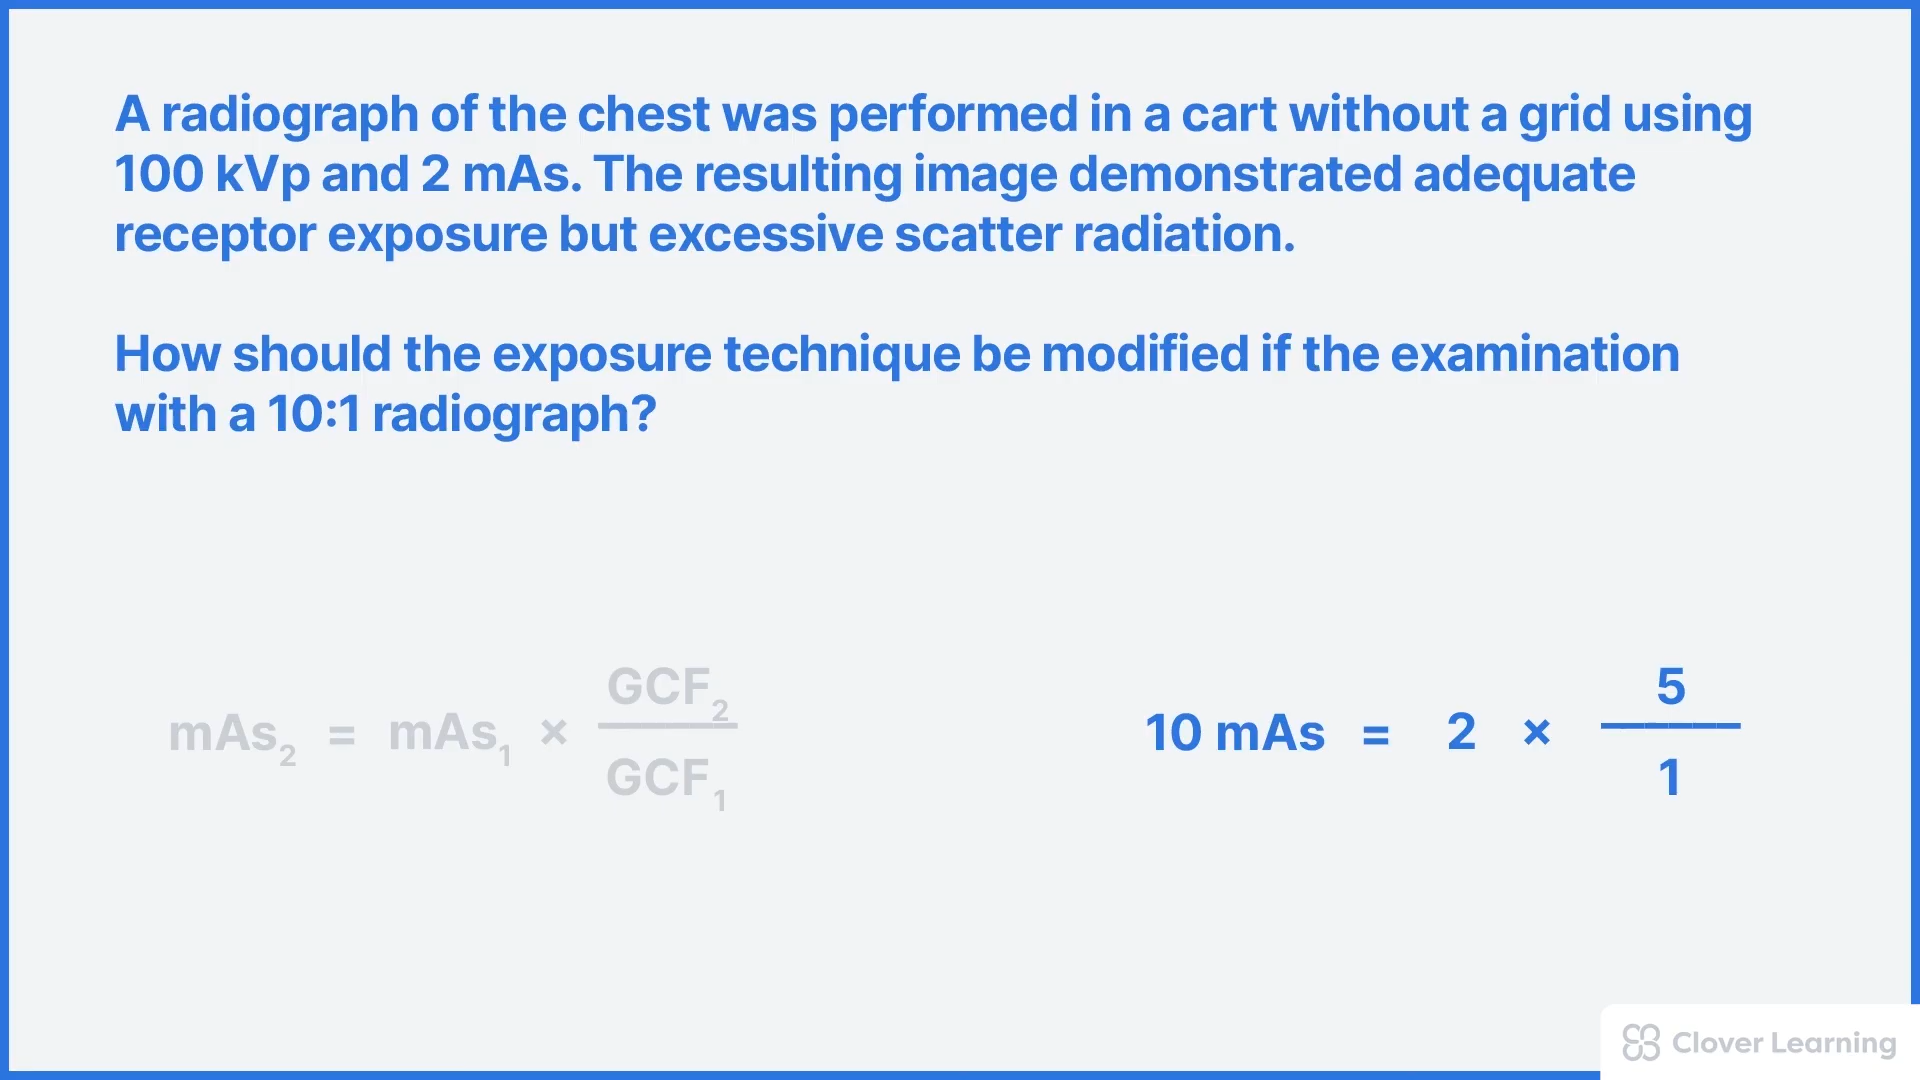 A radiograph of the chest was performed in a cart without a grid using
100 kVp and 2 mAs. The resulting image demonstrated adequate
receptor exposure but excessive scatter radiation.
How should the exposure technique be modified if the examination
with a 10:1 radiograph?
mAs₂ = mAs₁ × GCF₂
GCF₁
10 mAs = 2 × 5
1
Clover Learning